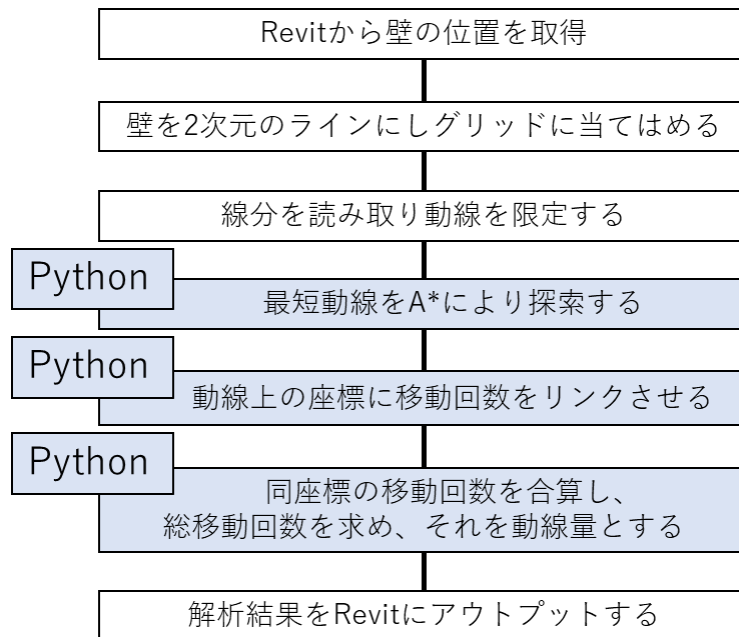 Revitから壁の位置を取得
壁を2次元のラインにしグリッドに当てはめる
線分を読み取り動線を限定する
Python
最短動線をA*により探索する
Python
動線上の座標に移動回数をリンクさせる
Python
同座標の移動回数を合算し、
総移動回数を求め、それを動線量とする
解析結果をRevitにアウトプットする